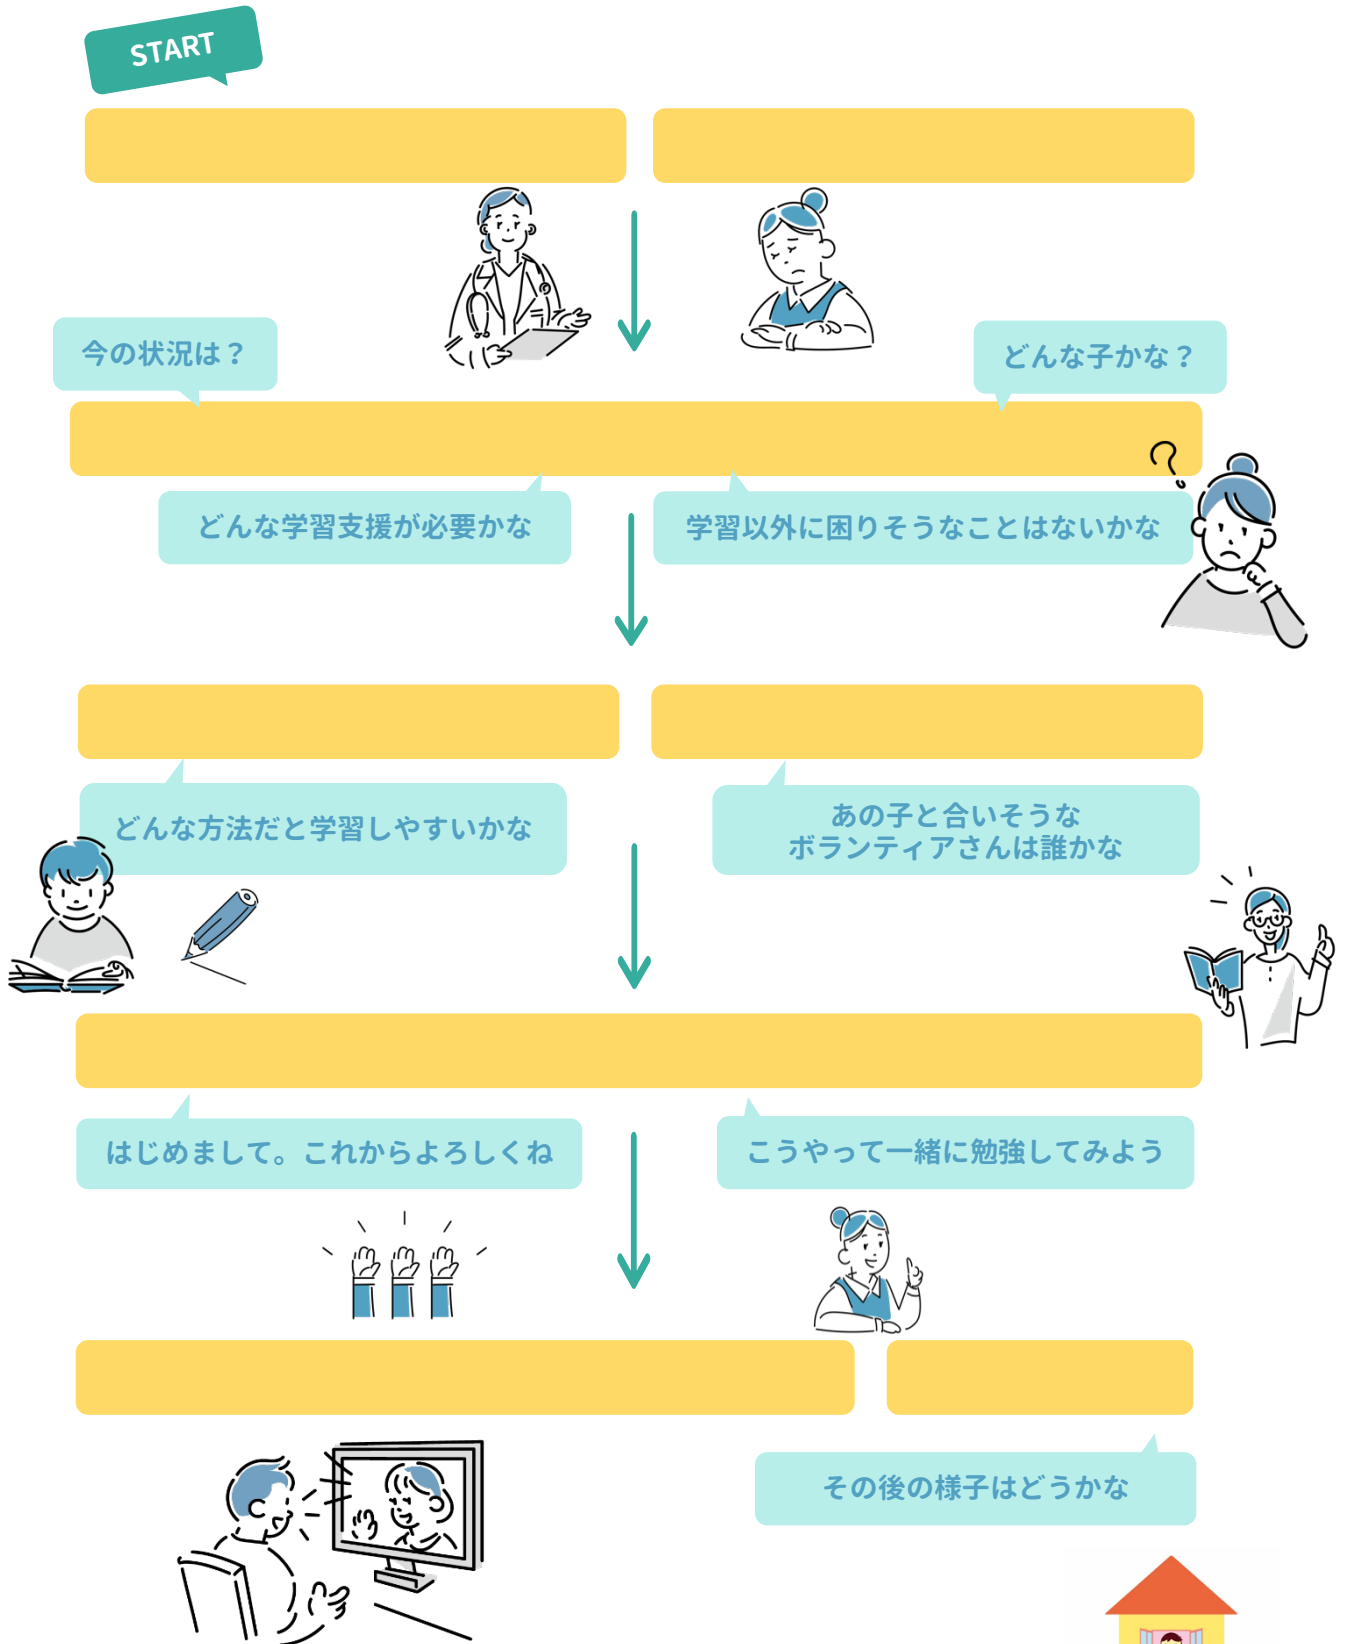 START
今の状況は？
どんな子かな？
どんな学習支援が必要かな
学習以外に困りそうなことはないかな
どんな方法だと学習しやすいかな
あの子と合いそうな
ボランティアさんは誰かな
はじめまして。これからよろしくね
こうやって一緒に勉強してみよう
その後の様子はどうかな